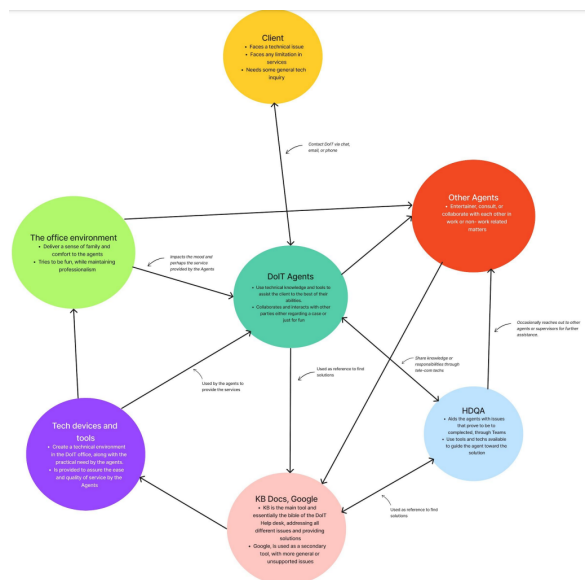 Client
• Faces a technical issue
• Faces any limitation in
services
• Needs some general tech
inquiry
Contact DoIT via chat,
email, or phone
Other Agents
• Entertainer, consult, or
collaborate with each other in
work or non- work related
matters
The office environment
• Deliver a sense of family and
comfort to the agents
• Tries to be fun, while maintaining
professionalism
Impacts the mood and
perhaps the service
provided by the Agents
DoIT Agents
• Use technical knowledge and tools to
assist the client to the best of their
abilities.
• Collaborates and interacts with other
parties either regarding a case or
just for fun
Occasionally reaches out to other
agents or supervisors for further
assistance.
Used as reference to find
solutions
Share knowledge or
responsibilities through
tele-com techs
Used by the agents to
provide the services
HDQA
• Aids the agents with issues
that prove to be to
complected, through Teams
• Use tools and techs available
to guide the agent toward the
solution
Tech devices and
tools
• Create a technical environment
in the DoIT office, along with the
practical need by the agents.
• Is provided to assure the ease
and quality of service by the
Agents
KB Docs, Google
• KB is the main tool and
essentially the bible of the DoIT
Help desk, addressing all
different issues and providing
solutions
• Google, is used as a secondary
tool, with more general or
unsupported issues
Used as reference to find
solutions